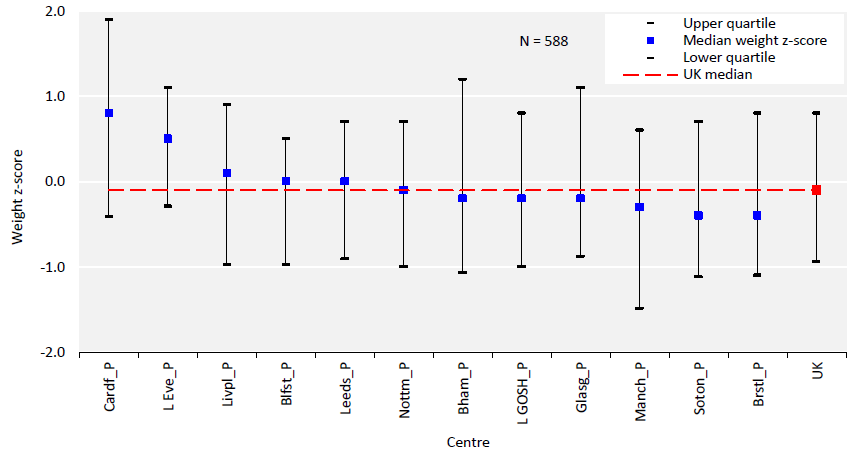 2.0
1.0
0.0
-1.0
-2.0
Weight z-score
N = 588
Upper quartile
Median weight z-score
Lower quartile
UK median
Cardf_P
L Eve_P
Livpl_P
Blfst_P
Leeds_P
Nottm_P
Bham_P
L GOSH_P
Glasg_P
Manch_P
Soton_P
Brstl_P
UK
Centre